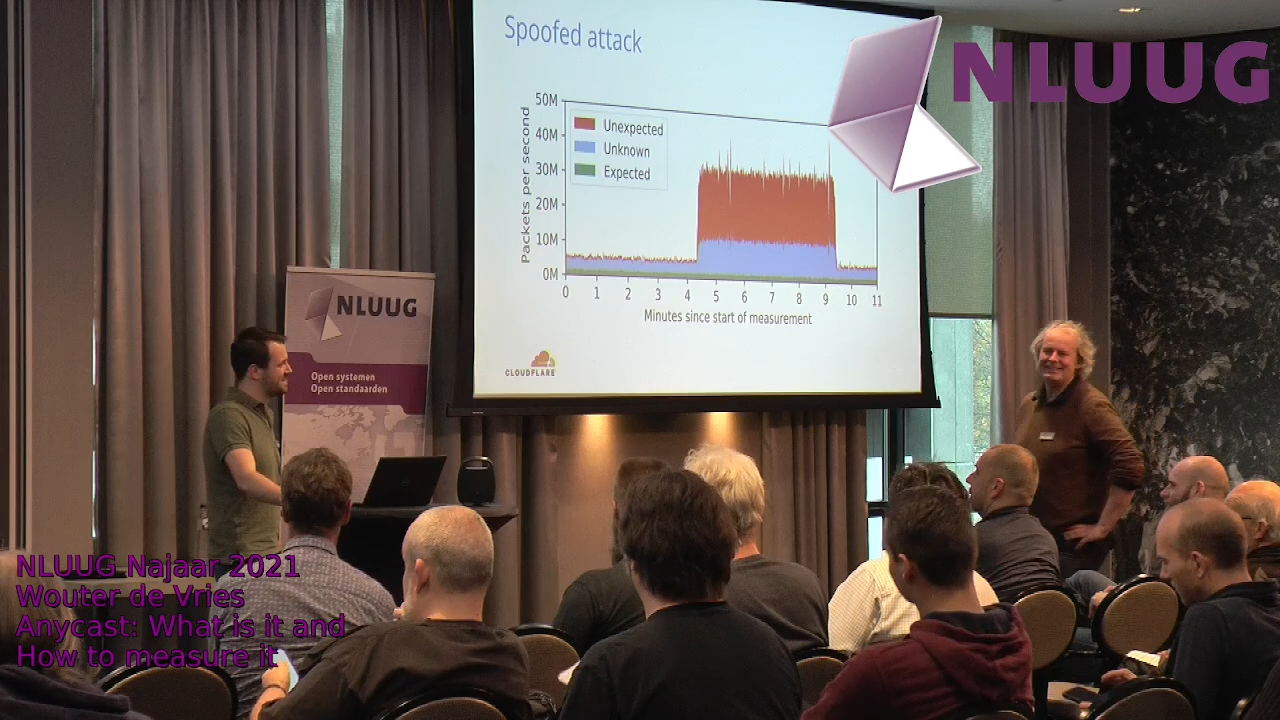 Spoofed attack
NLUUG
50M
40M
30M
20M
10M
0M
Packets per second
Unexpected
Unknown
Expected
0 1 2 3 4 5 6 7 8 9 10 11
Minutes since start of measurement
CLOUDFLARE
NLUUG
Open systemen
Open standaarden
NLUUG Najaar 2021
Wouter de Vries
Anycast: What is it and
How to measure it